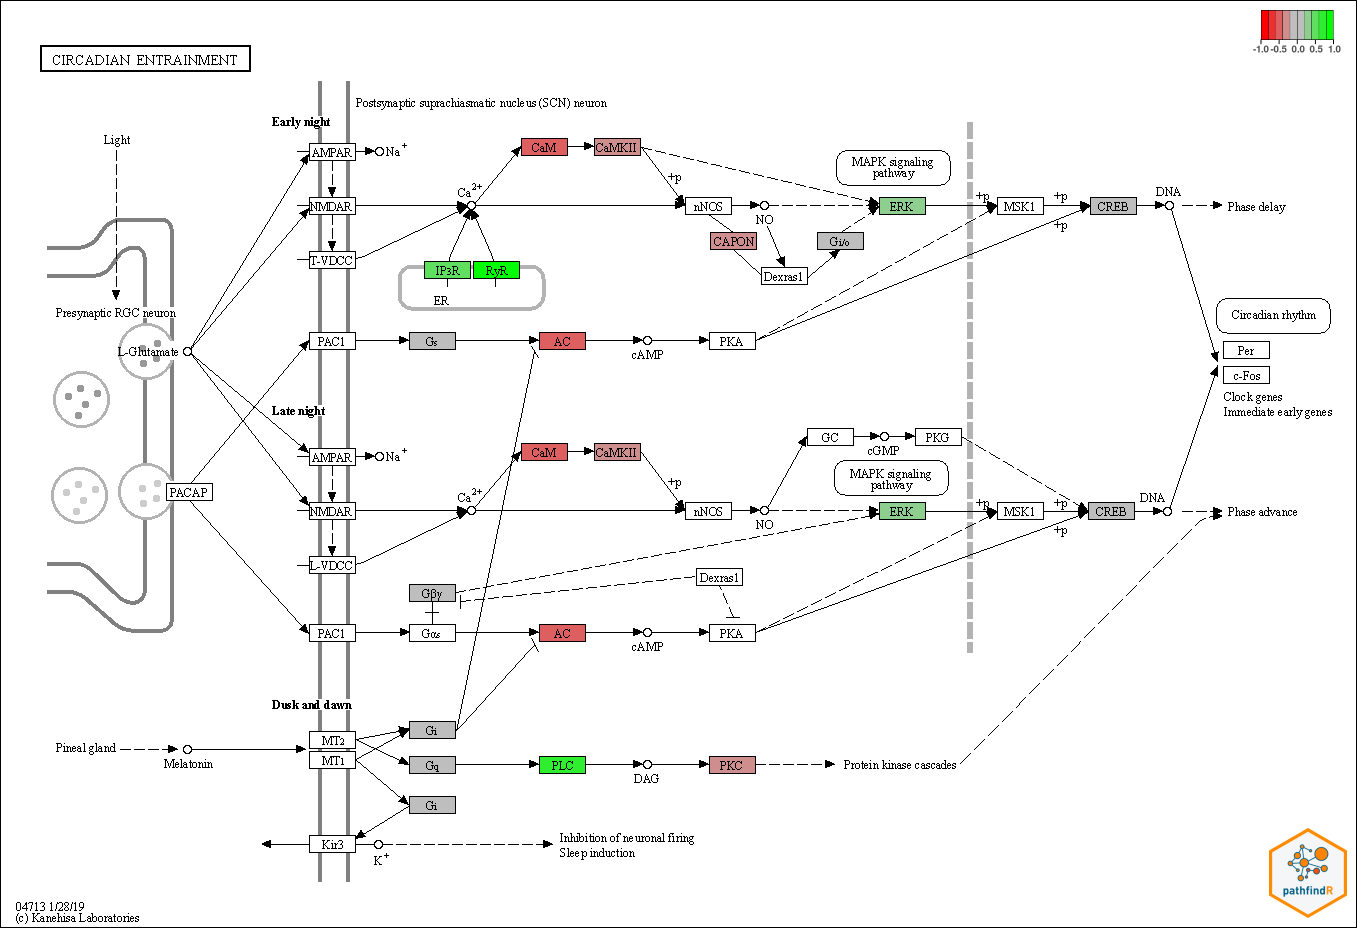 -1.0 -0.5 0.0 0.5 1.0
CIRCADIAN ENTRAINMENT
Postsynaptic suprachiasmatic nucleus (SCN) neuron
Early night
Light
AMPAR
Na+
CaM
CaMKII
MAPK signaling
pathway
+p
Ca2+
NMDAR
nNOS
NO
ERK
+p
MSK1
+p
CREB
DNA
Phase delay
+p
CAPON
Gi/o
T-VDCC
IP3R
RyR
Dexras1
ER
Presynaptic RGC neuron
Circadian rhythm
L-Glutamate
PAC1
Gs
AC
cAMP
PKA
Per
c-Fos
Clock genes
Immediate early genes
Late night
GC
cGMP
PKG
AMPAR
Na+
CaM
CaMKII
MAPK signaling
pathway
+p
PACAP
Ca2+
NMDAR
nNOS
NO
ERK
+p
MSK1
+p
CREB
DNA
Phase advance
+p
L-VDCC
Dexras1
Gβγ
PAC1
Gαs
AC
cAMP
PKA
Dusk and dawn
Gi
MT2
Pineal gland
Melatonin
MT1
Gq
PLC
DAG
PKC
Protein kinase cascades
Gi
Kir3
K+
Inhibition of neuronal firing
Sleep induction
pathfindR
04713 1/28/19
(c) Kanehisa Laboratories